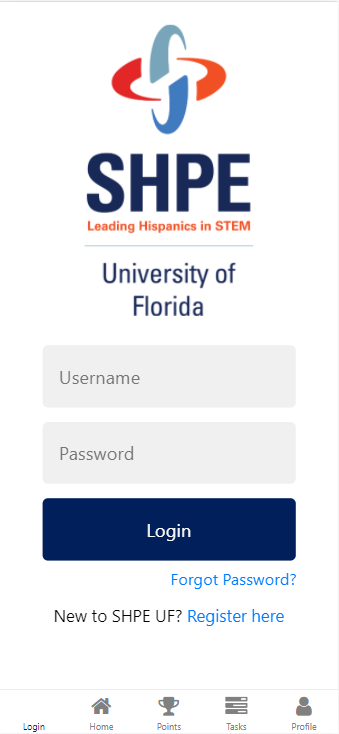 SHPE
Leading Hispanics in STEM
University of
Florida
Username
Password
Login
Forgot Password?
New to SHPE UF? Register here
Login Home Points Tasks Profile